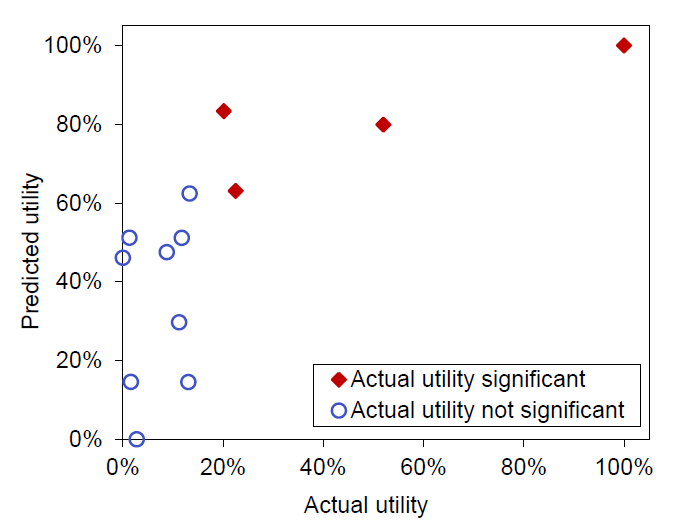 100%
80%
60%
40%
20%
0%
Predicted utility
Actual utility significant
Actual utility not significant
0% 20% 40% 60% 80% 100%
Actual utility